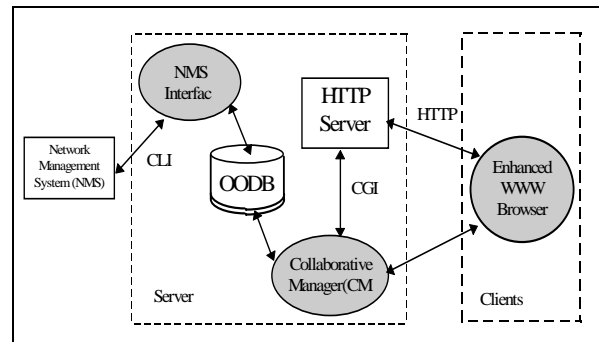 NMS
Interfac
Network
Management
System (NMS)
CLI
OODB
HTTP
Server
HTTP
CGI
Enhanced
WWW
Browser
Collaborative
Manager(CM
Server
Clients